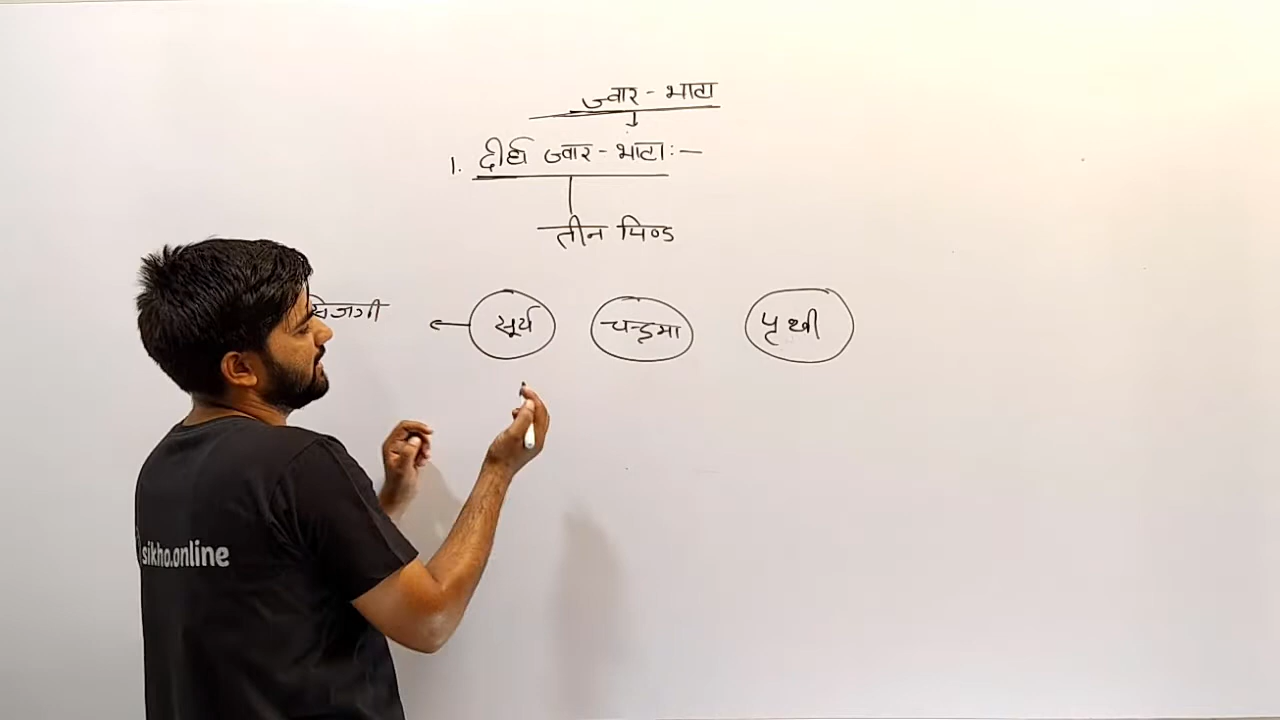 ज्वार - भाटा
1. दीर्घ ज्वार - भाटा : -
तीन पिण्ड
सूर्य चन्द्रमा पृथ्वी
sikho.online